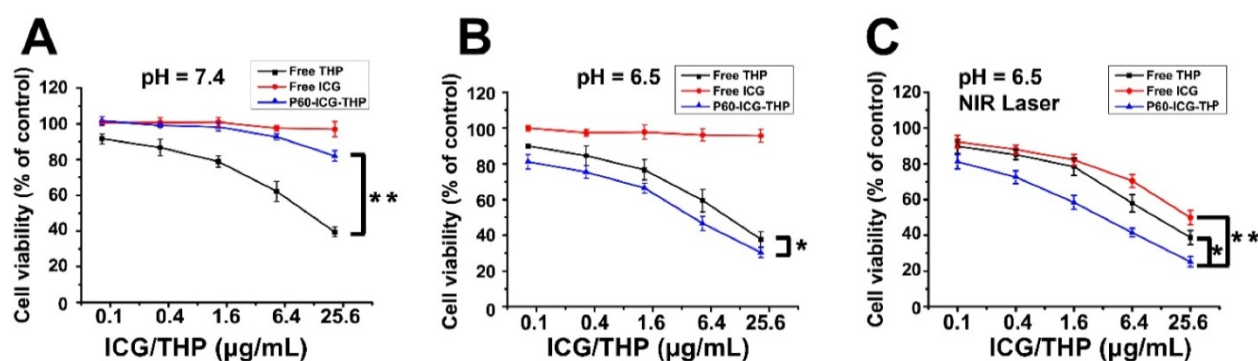 A
pH = 7.4
Free THP
Free ICG
P60-ICG-THP
Cell viability (% of control)
120
100
80
60
40
20
0
**
0.1 0.4 1.6 6.4 25.6
ICG/THP (µg/mL)
B
pH = 6.5
Free THP
Free ICG
P60-ICG-THP
Cell viability (% of control)
120
100
80
60
40
20
0
*
0.1 0.4 1.6 6.4 25.6
ICG/THP (µg/mL)
C
pH = 6.5
NIR Laser
Free THP
Free ICG
P60-ICG-THP
Cell viability (% of control)
120
100
80
60
40
20
0
*
**
0.1 0.4 1.6 6.4 25.6
ICG/THP (µg/mL)